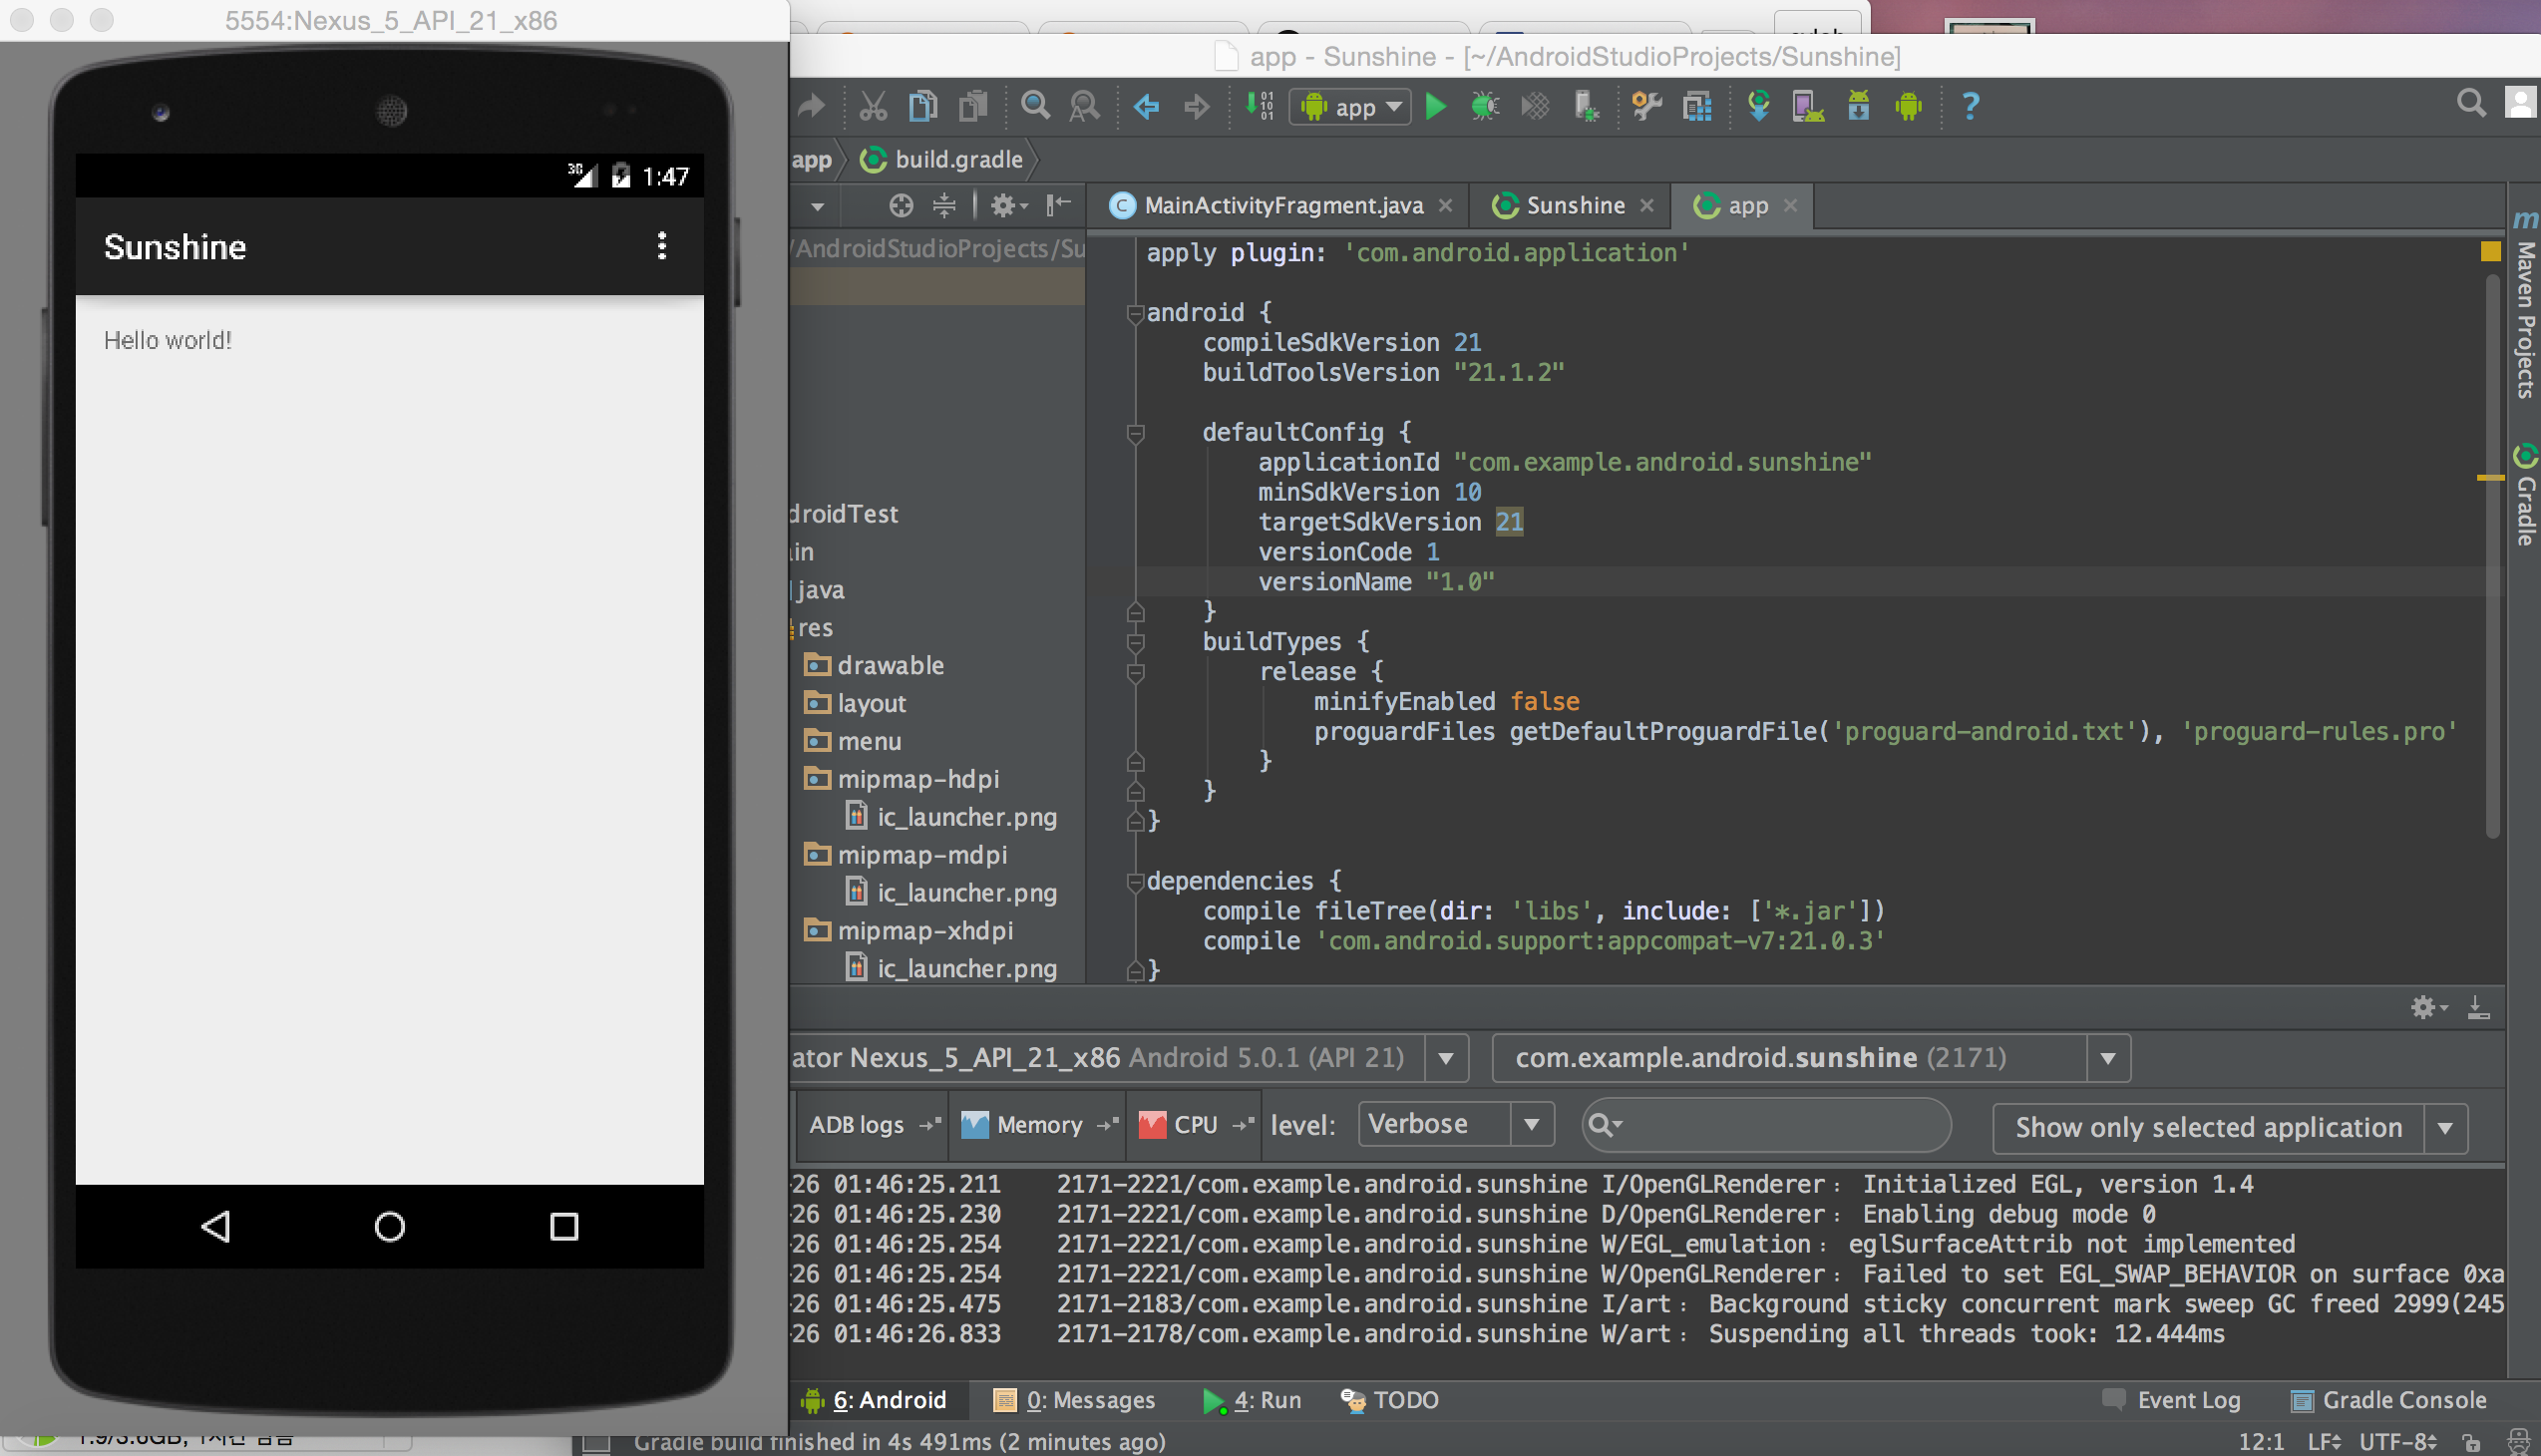 5554:Nexus_5_API_21_x86
3G 1:47
Sunshine
Hello world!
app - Sunshine - [~/AndroidStudioProjects/Sunshine]
app
?
app
build.gradle
MainActivityFragment.java
Sunshine
app
/AndroidStudioProjects/Su
droidTest
in
java
res
drawable
layout
menu
mipmap-hdpi
ic_launcher.png
mipmap-mdpi
ic_launcher.png
mipmap-xhdpi
ic_launcher.png
apply plugin: 'com.android.application'
android {
compileSdkVersion 21
buildToolsVersion "21.1.2"
defaultConfig {
applicationId "com.example.android.sunshine"
minSdkVersion 10
targetSdkVersion 21
versionCode 1
versionName "1.0"
}
buildTypes {
release {
minifyEnabled false
proguardFiles getDefaultProguardFile('proguard-android.txt'), 'proguard-rules.pro'
}
}
}
dependencies {
compile fileTree(dir: 'libs', include: ['*.jar'])
compile 'com.android.support:appcompat-v7:21.0.3'
}
Maven Projects
Gradle
ator Nexus_5_API_21_x86 Android 5.0.1 (API 21)
com.example.android.sunshine (2171)
ADB logs
Memory
CPU
level:
Verbose
Show only selected application
-26 01:46:25.211 2171-2221/com.example.android.sunshine I/OpenGLRenderer﹕ Initialized EGL, version 1.4
-26 01:46:25.230 2171-2221/com.example.android.sunshine D/OpenGLRenderer﹕ Enabling debug mode 0
-26 01:46:25.254 2171-2221/com.example.android.sunshine W/EGL_emulation﹕ eglSurfaceAttrib not implemented
-26 01:46:25.254 2171-2221/com.example.android.sunshine W/OpenGLRenderer﹕ Failed to set EGL_SWAP_BEHAVIOR on surface 0xa
-26 01:46:25.475 2171-2183/com.example.android.sunshine I/art﹕ Background sticky concurrent mark sweep GC freed 2999(245
-26 01:46:26.833 2171-2178/com.example.android.sunshine W/art﹕ Suspending all threads took: 12.444ms
6: Android
0: Messages
4: Run
TODO
Event Log
Gradle Console
1.9/3.6GB, 1시간 남음
Gradle build finished in 4s 491ms (2 minutes ago)
12:1
LF
UTF-8